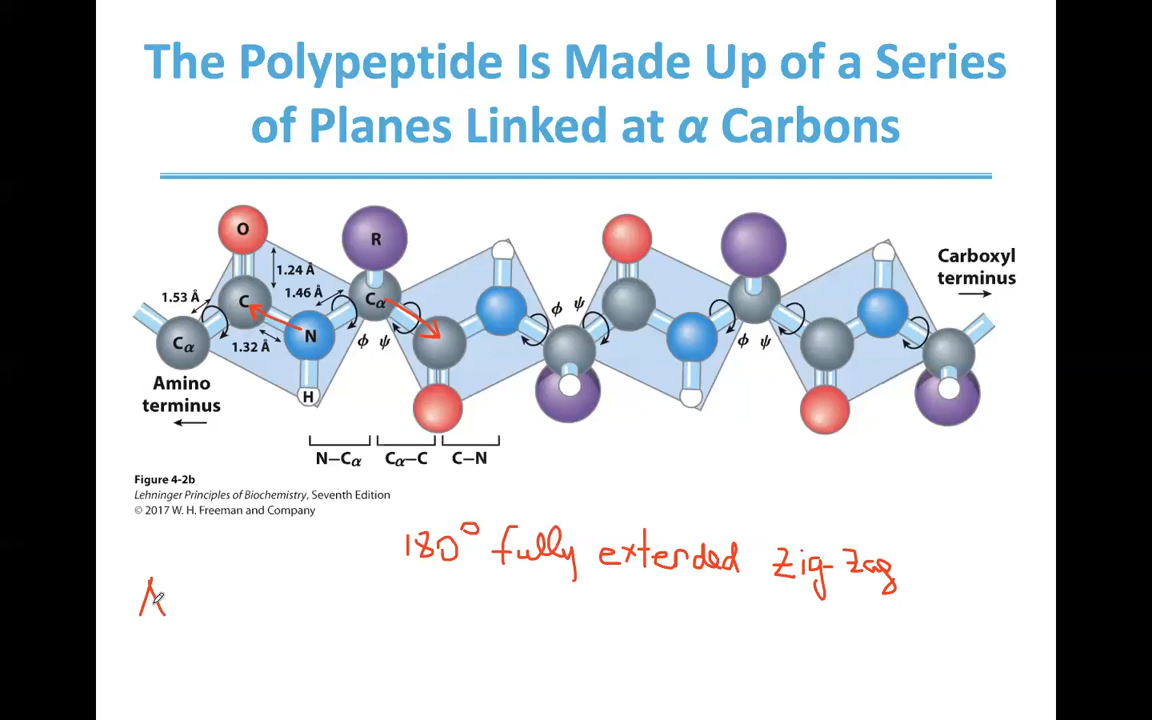 The Polypeptide Is Made Up of a Series
of Planes Linked at α Carbons
O
R
1.24 Å
1.53 Å
1.46 Å
C
Cα
N
1.32 Å
Cα
H
ϕ ψ
ϕ ψ
ϕ ψ
Carboxyl
terminus
Amino
terminus
N–Cα Cα–C C–N
Figure 4-2b
Lehninger Principles of Biochemistry, Seventh Edition
© 2017 W. H. Freeman and Company
180° fully extended zig-zag